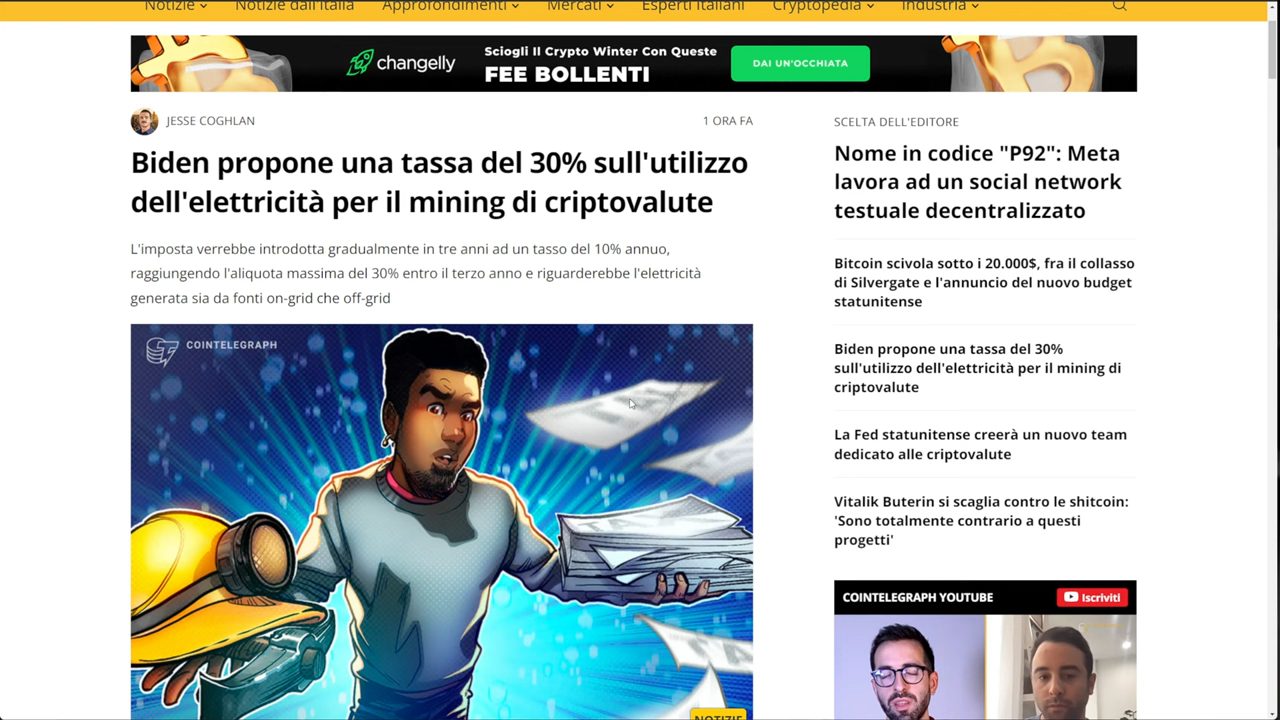 Notizie
Notizie dall'Italia
Approfondimenti
Mercati
Esperti Italiani
Cryptopedia
Industria
changelly
Sciogli Il Crypto Winter Con Queste
FEE BOLLENTI
DAI UN'OCCHIATA
JESSE COGHLAN
1 ORA FA
Biden propone una tassa del 30% sull'utilizzo
dell'elettricità per il mining di criptovalute
L'imposta verrebbe introdotta gradualmente in tre anni ad un tasso del 10% annuo,
raggiungendo l'aliquota massima del 30% entro il terzo anno e riguarderebbe l'elettricità
generata sia da fonti on-grid che off-grid
COINTELEGRAPH
NOTIZIE
SCELTA DELL'EDITORE
Nome in codice "P92": Meta
lavora ad un social network
testuale decentralizzato
Bitcoin scivola sotto i 20.000$, fra il collasso
di Silvergate e l'annuncio del nuovo budget
statunitense
Biden propone una tassa del 30%
sull'utilizzo dell'elettricità per il mining di
criptovalute
La Fed statunitense creerà un nuovo team
dedicato alle criptovalute
Vitalik Buterin si scaglia contro le shitcoin:
'Sono totalmente contrario a questi
progetti'
COINTELEGRAPH YOUTUBE
Iscriviti